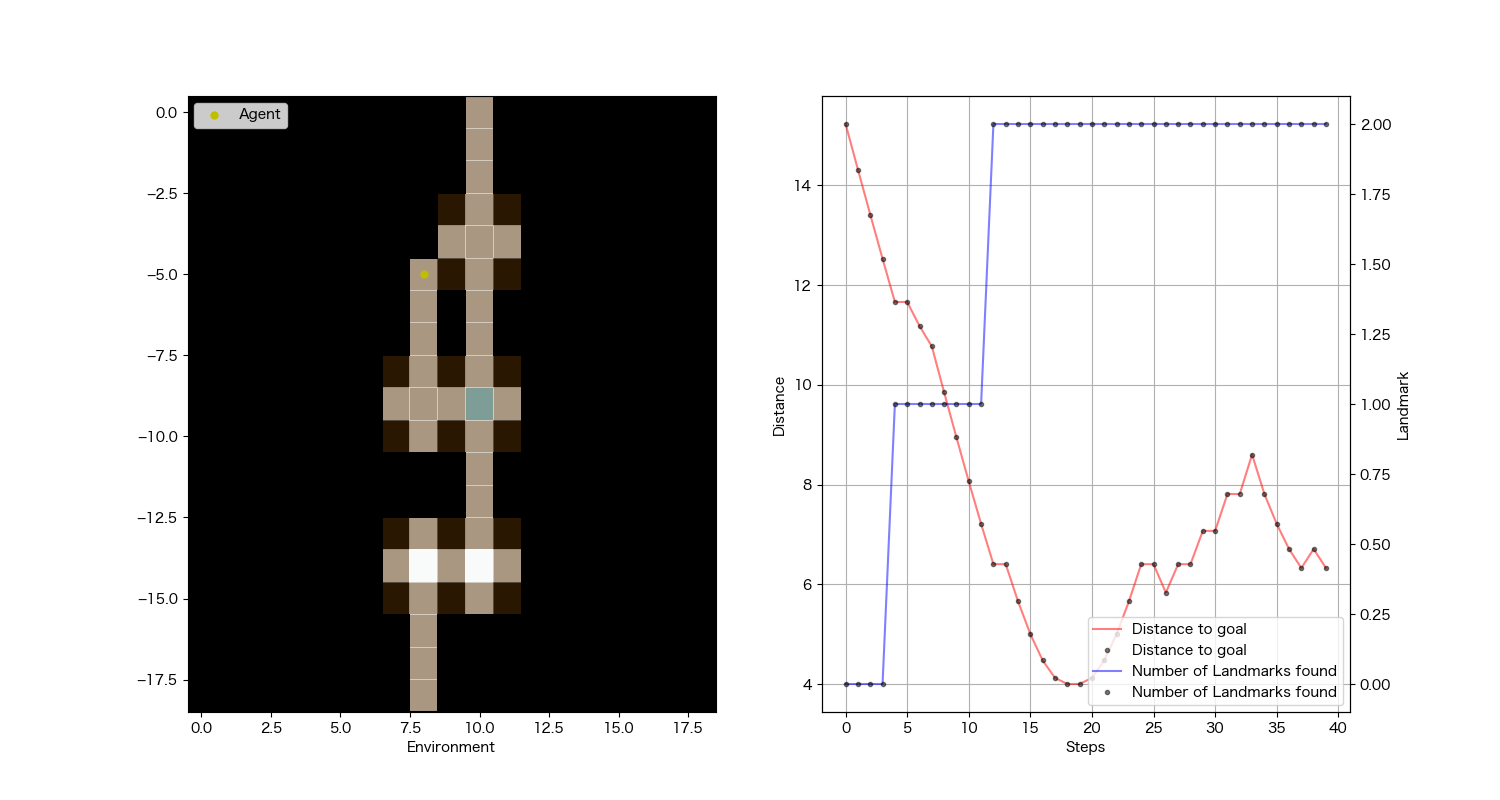 Agent
0.0
−2.5
−5.0
−7.5
−10.0
−12.5
−15.0
−17.5
0.0 2.5 5.0 7.5 10.0 12.5 15.0 17.5
Environment
14
12
10
8
6
4
Distance
0 5 10 15 20 25 30 35 40
Steps
2.00
1.75
1.50
1.25
1.00
0.75
0.50
0.25
0.00
Landmark
Distance to goal
Distance to goal
Number of Landmarks found
Number of Landmarks found